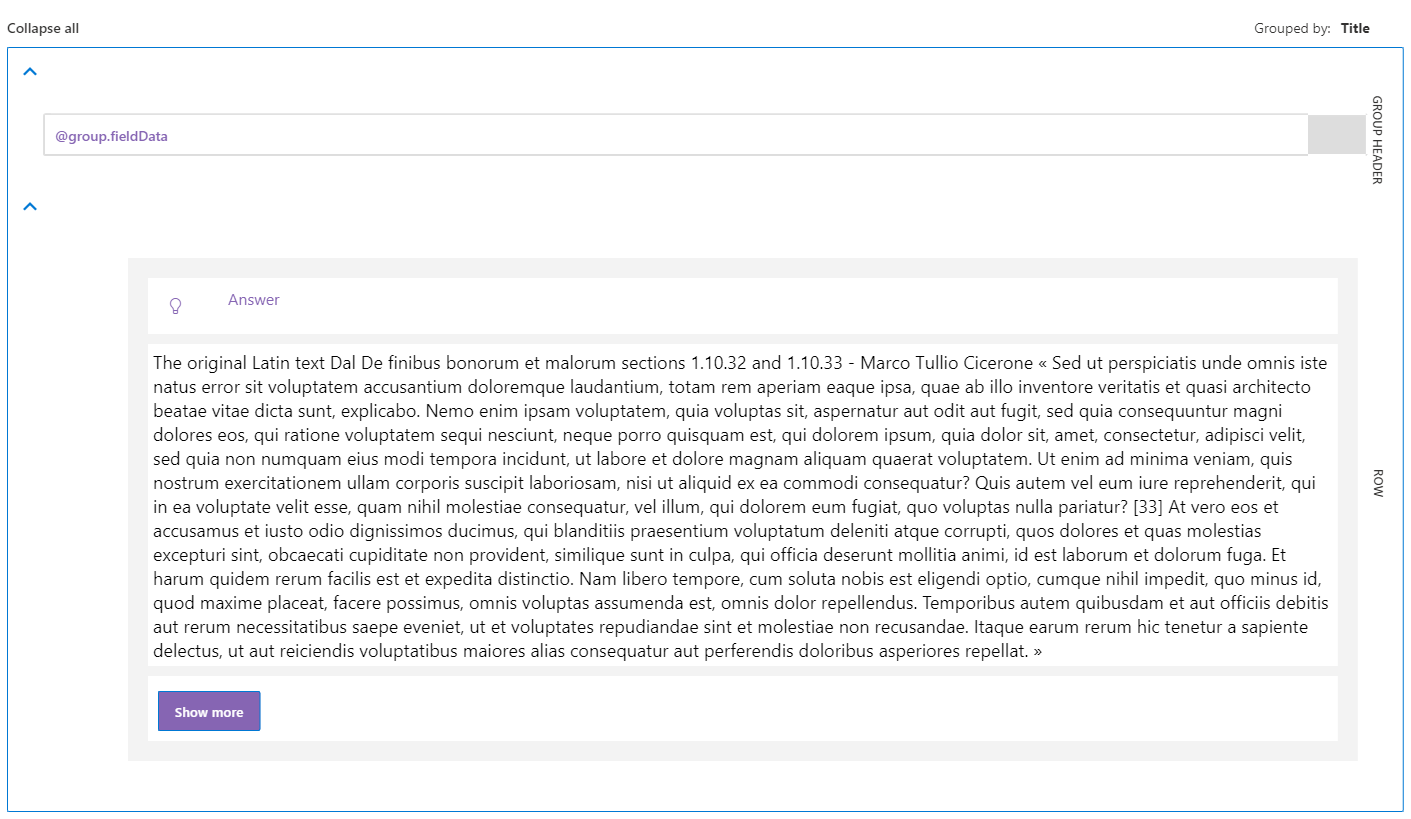 Collapse all
Grouped by: Title
@group.fieldData
GROUP HEADER
Answer
The original Latin text Dal De finibus bonorum et malorum sections 1.10.32 and 1.10.33 - Marco Tullio Cicerone « Sed ut perspiciatis unde omnis iste
natus error sit voluptatem accusantium doloremque laudantium, totam rem aperiam eaque ipsa, quae ab illo inventore veritatis et quasi architecto
beatae vitae dicta sunt, explicabo. Nemo enim ipsam voluptatem, quia voluptas sit, aspernatur aut odit aut fugit, sed quia consequuntur magni
dolores eos, qui ratione voluptatem sequi nesciunt, neque porro quisquam est, qui dolorem ipsum, quia dolor sit, amet, consectetur, adipisci velit,
sed quia non numquam eius modi tempora incidunt, ut labore et dolore magnam aliquam quaerat voluptatem. Ut enim ad minima veniam, quis
nostrum exercitationem ullam corporis suscipit laboriosam, nisi ut aliquid ex ea commodi consequatur? Quis autem vel eum iure reprehenderit, qui
in ea voluptate velit esse, quam nihil molestiae consequatur, vel illum, qui dolorem eum fugiat, quo voluptas nulla pariatur? [33] At vero eos et
accusamus et iusto odio dignissimos ducimus, qui blanditiis praesentium voluptatum deleniti atque corrupti, quos dolores et quas molestias
excepturi sint, obcaecati cupiditate non provident, similique sunt in culpa, qui officia deserunt mollitia animi, id est laborum et dolorum fuga. Et
harum quidem rerum facilis est et expedita distinctio. Nam libero tempore, cum soluta nobis est eligendi optio, cumque nihil impedit, quo minus id,
quod maxime placeat, facere possimus, omnis voluptas assumenda est, omnis dolor repellendus. Temporibus autem quibusdam et aut officiis debitis
aut rerum necessitatibus saepe eveniet, ut et voluptates repudiandae sint et molestiae non recusandae. Itaque earum rerum hic tenetur a sapiente
delectus, ut aut reiciendis voluptatibus maiores alias consequatur aut perferendis doloribus asperiores repellat. »
ROW
Show more